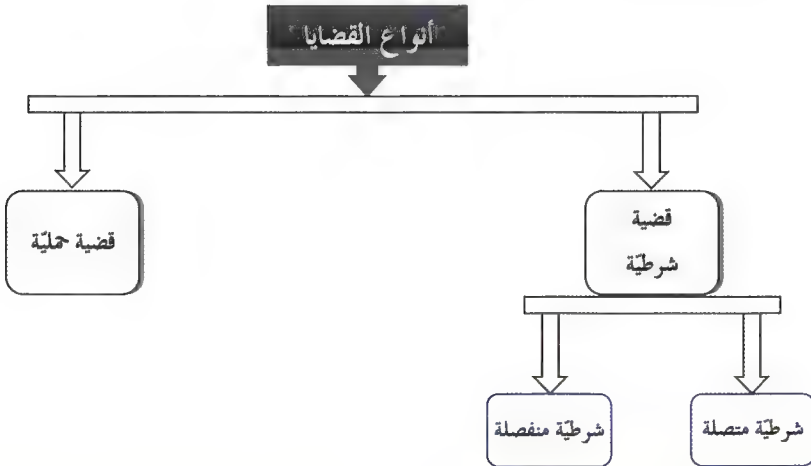 أنواع القضايا
قضية
شرطيّة
قضية حمليّة
شرطيّة متصلة
شرطيّة منفصلة